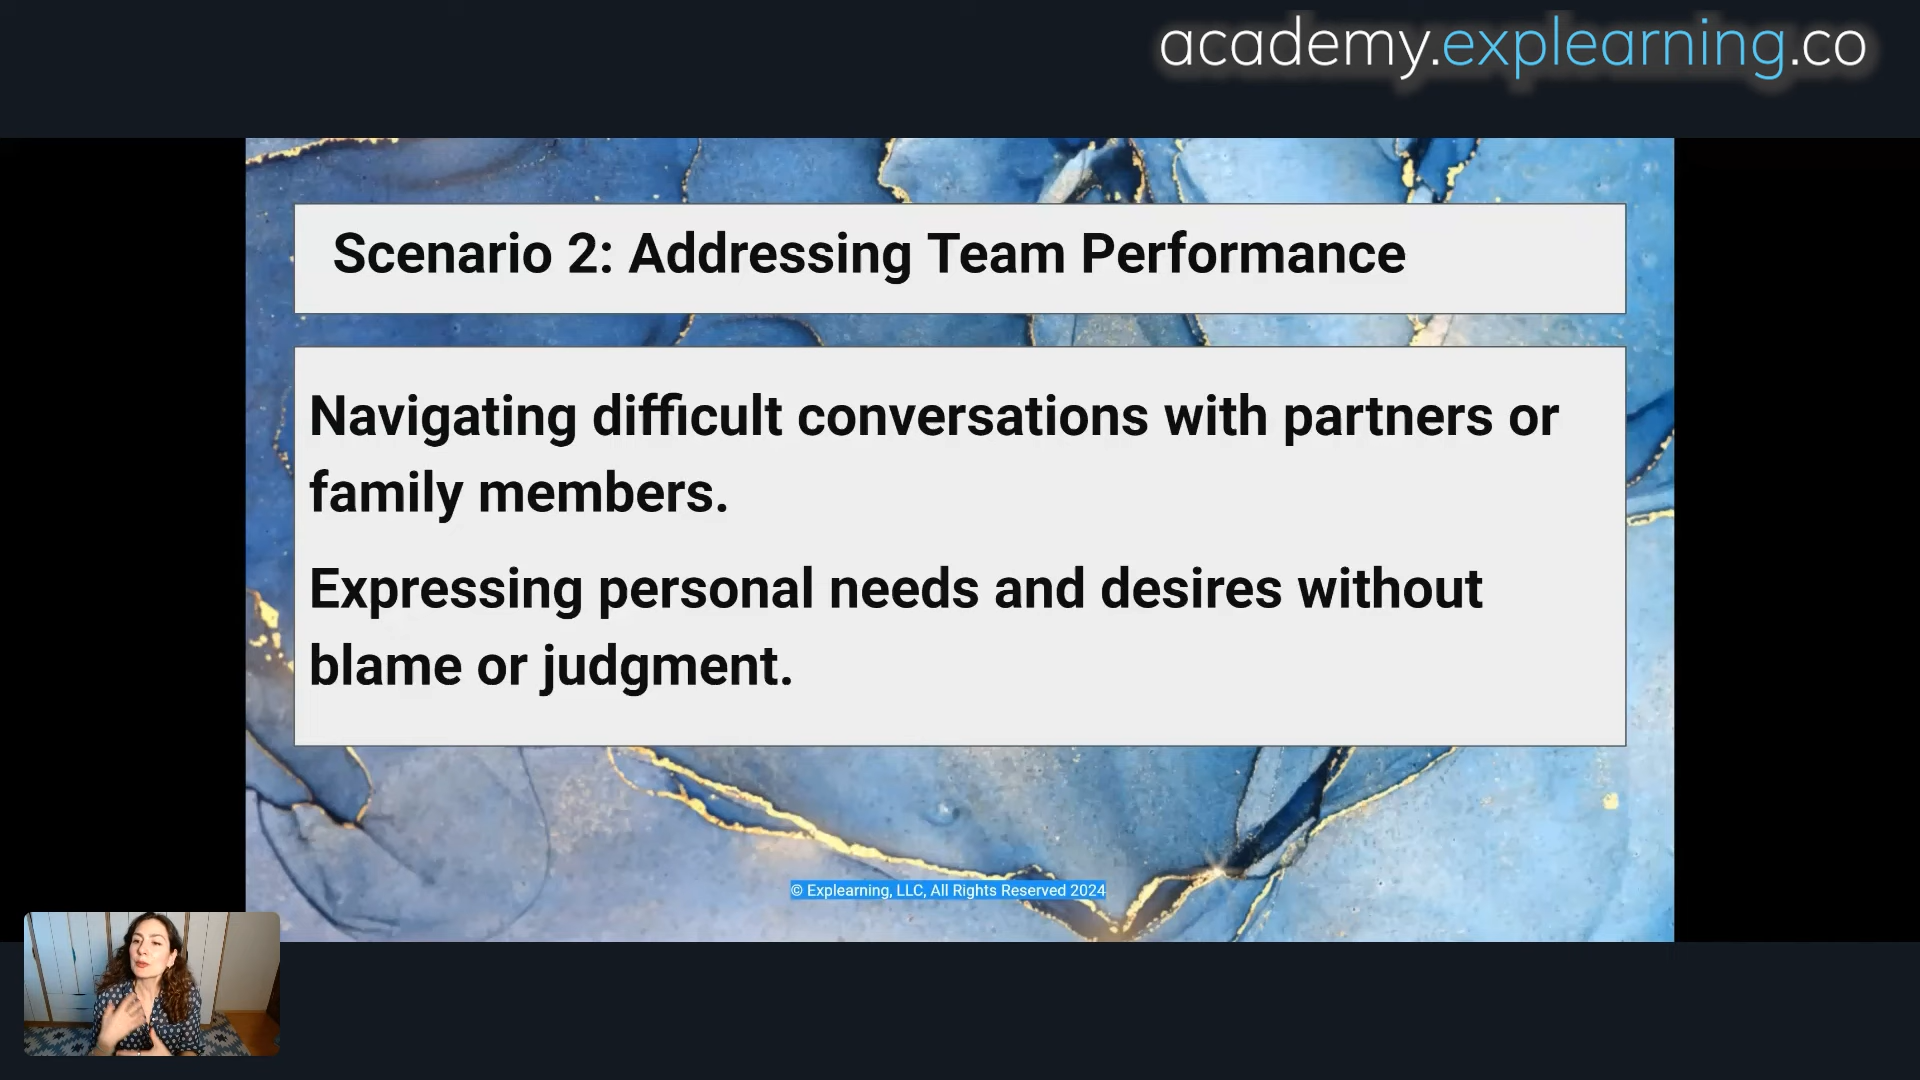 academy.explearning.co
Scenario 2: Addressing Team Performance
Navigating difficult conversations with partners or
family members.
Expressing personal needs and desires without
blame or judgment.
© Explearning, LLC, All Rights Reserved 2024